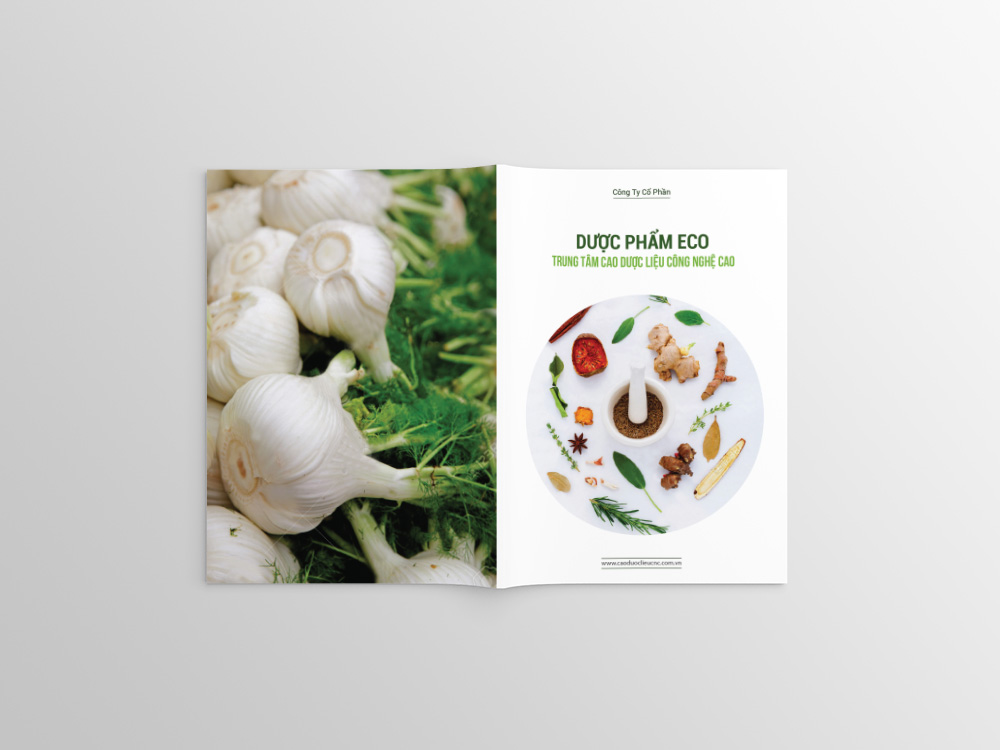 Công Ty Cổ Phần
DƯỢC PHẨM ECO
TRUNG TÂM CAO DƯỢC LIỆU CÔNG NGHỆ CAO
www.caoduoclieucnc.com.vn